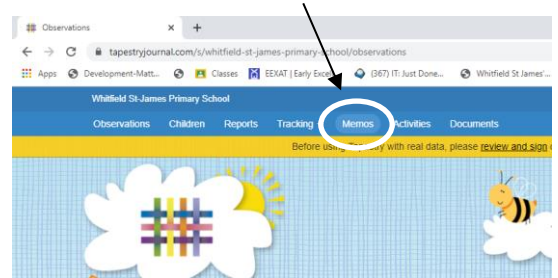 Observations
tapestryjournal.com/s/whitfield-st-james-primary-school/observations
Apps Development-Matt... Classes EEXAT | Early Excel (367) IT: Just Done... Whitfield St James'...
Whitfield St-James Primary School
Observations Children Reports Tracking Memos Activities Documents
Before using Tapestry with real data, please review and sign